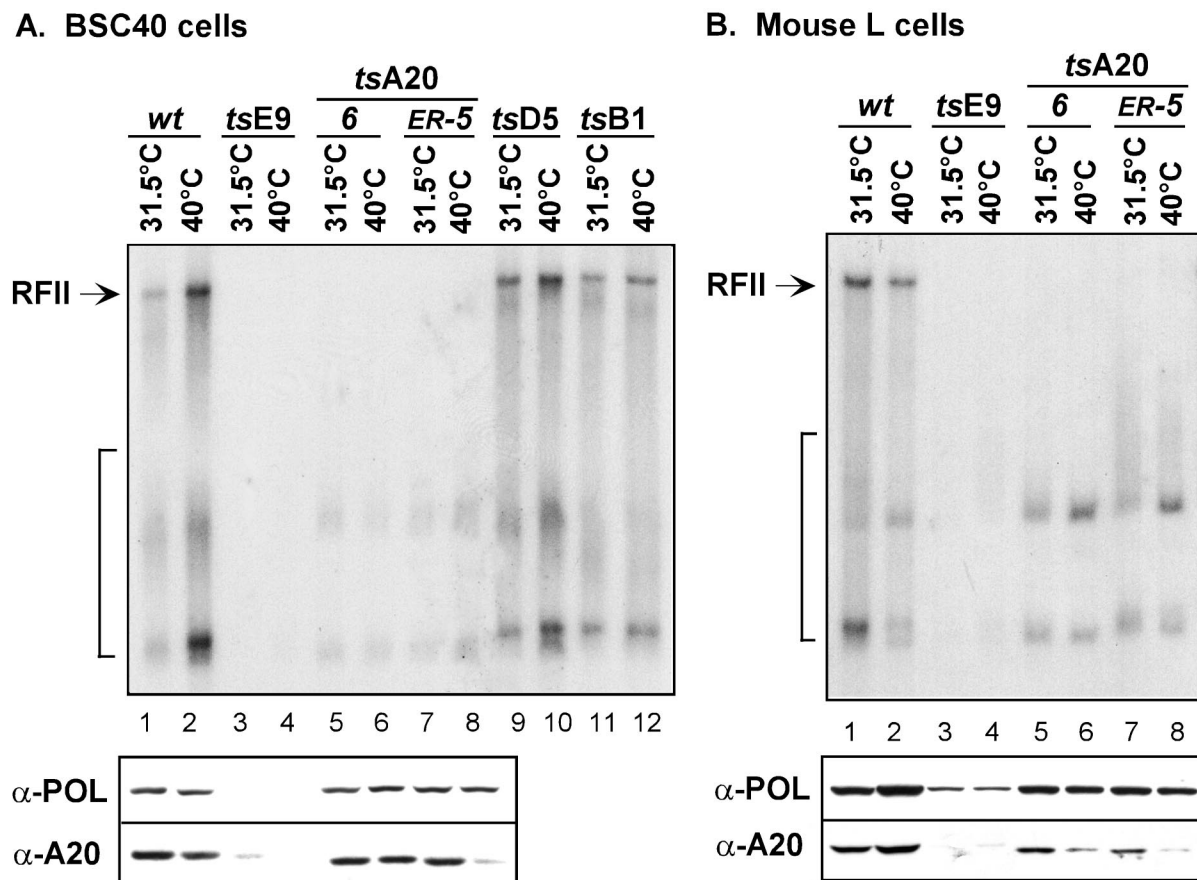 A. BSC40 cells
tsA20
wt tsE9 6 ER-5 tsD5 tsB1
31.5°C 40°C 31.5°C 40°C 31.5°C 40°C 31.5°C 40°C 31.5°C 40°C 31.5°C 40°C
RFII
1 2 3 4 5 6 7 8 9 10 11 12
α-POL
α-A20
B. Mouse L cells
tsA20
wt tsE9 6 ER-5
31.5°C 40°C 31.5°C 40°C 31.5°C 40°C 31.5°C 40°C
RFII
1 2 3 4 5 6 7 8
α-POL
α-A20